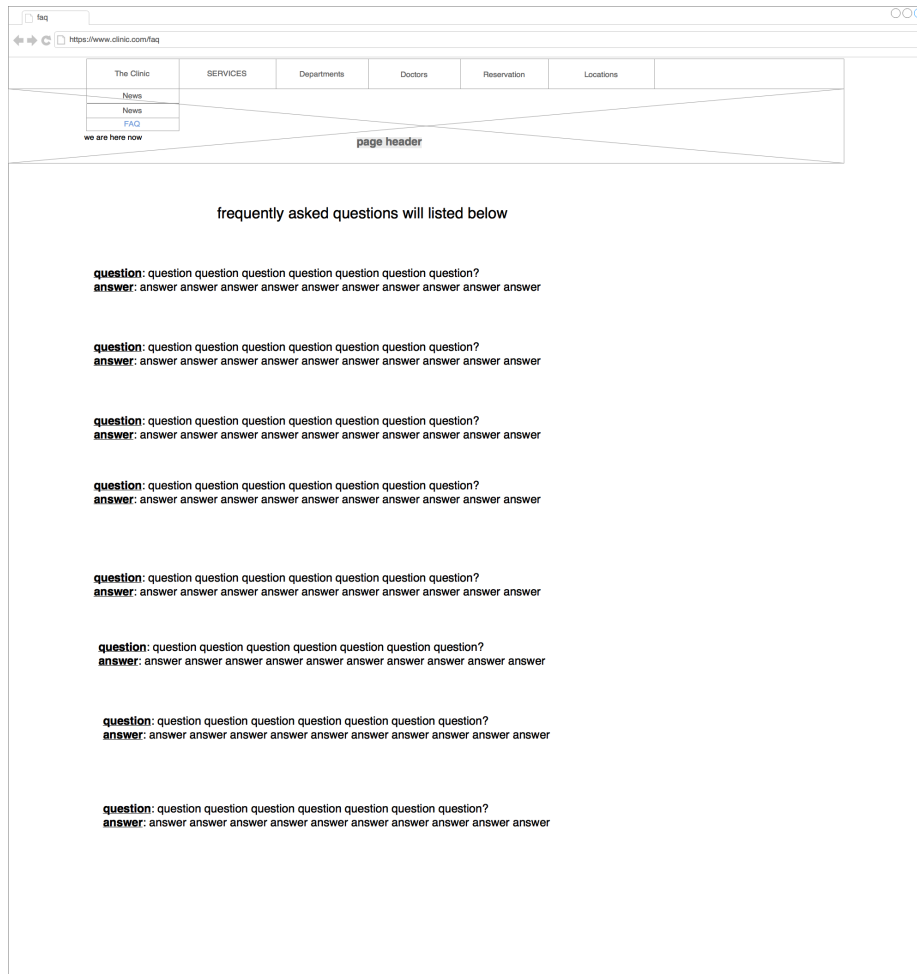 faq
https://www.clinic.com/faq
The Clinic SERVICES Departments Doctors Reservation Locations
News
News
FAQ
we are here now
page header
frequently asked questions will listed below
question: question question question question question question question?
answer: answer answer answer answer answer answer answer answer answer answer
question: question question question question question question question?
answer: answer answer answer answer answer answer answer answer answer answer
question: question question question question question question question?
answer: answer answer answer answer answer answer answer answer answer answer
question: question question question question question question question?
answer: answer answer answer answer answer answer answer answer answer answer
question: question question question question question question question?
answer: answer answer answer answer answer answer answer answer answer answer
question: question question question question question question question?
answer: answer answer answer answer answer answer answer answer answer answer
question: question question question question question question question?
answer: answer answer answer answer answer answer answer answer answer answer
question: question question question question question question question?
answer: answer answer answer answer answer answer answer answer answer answer